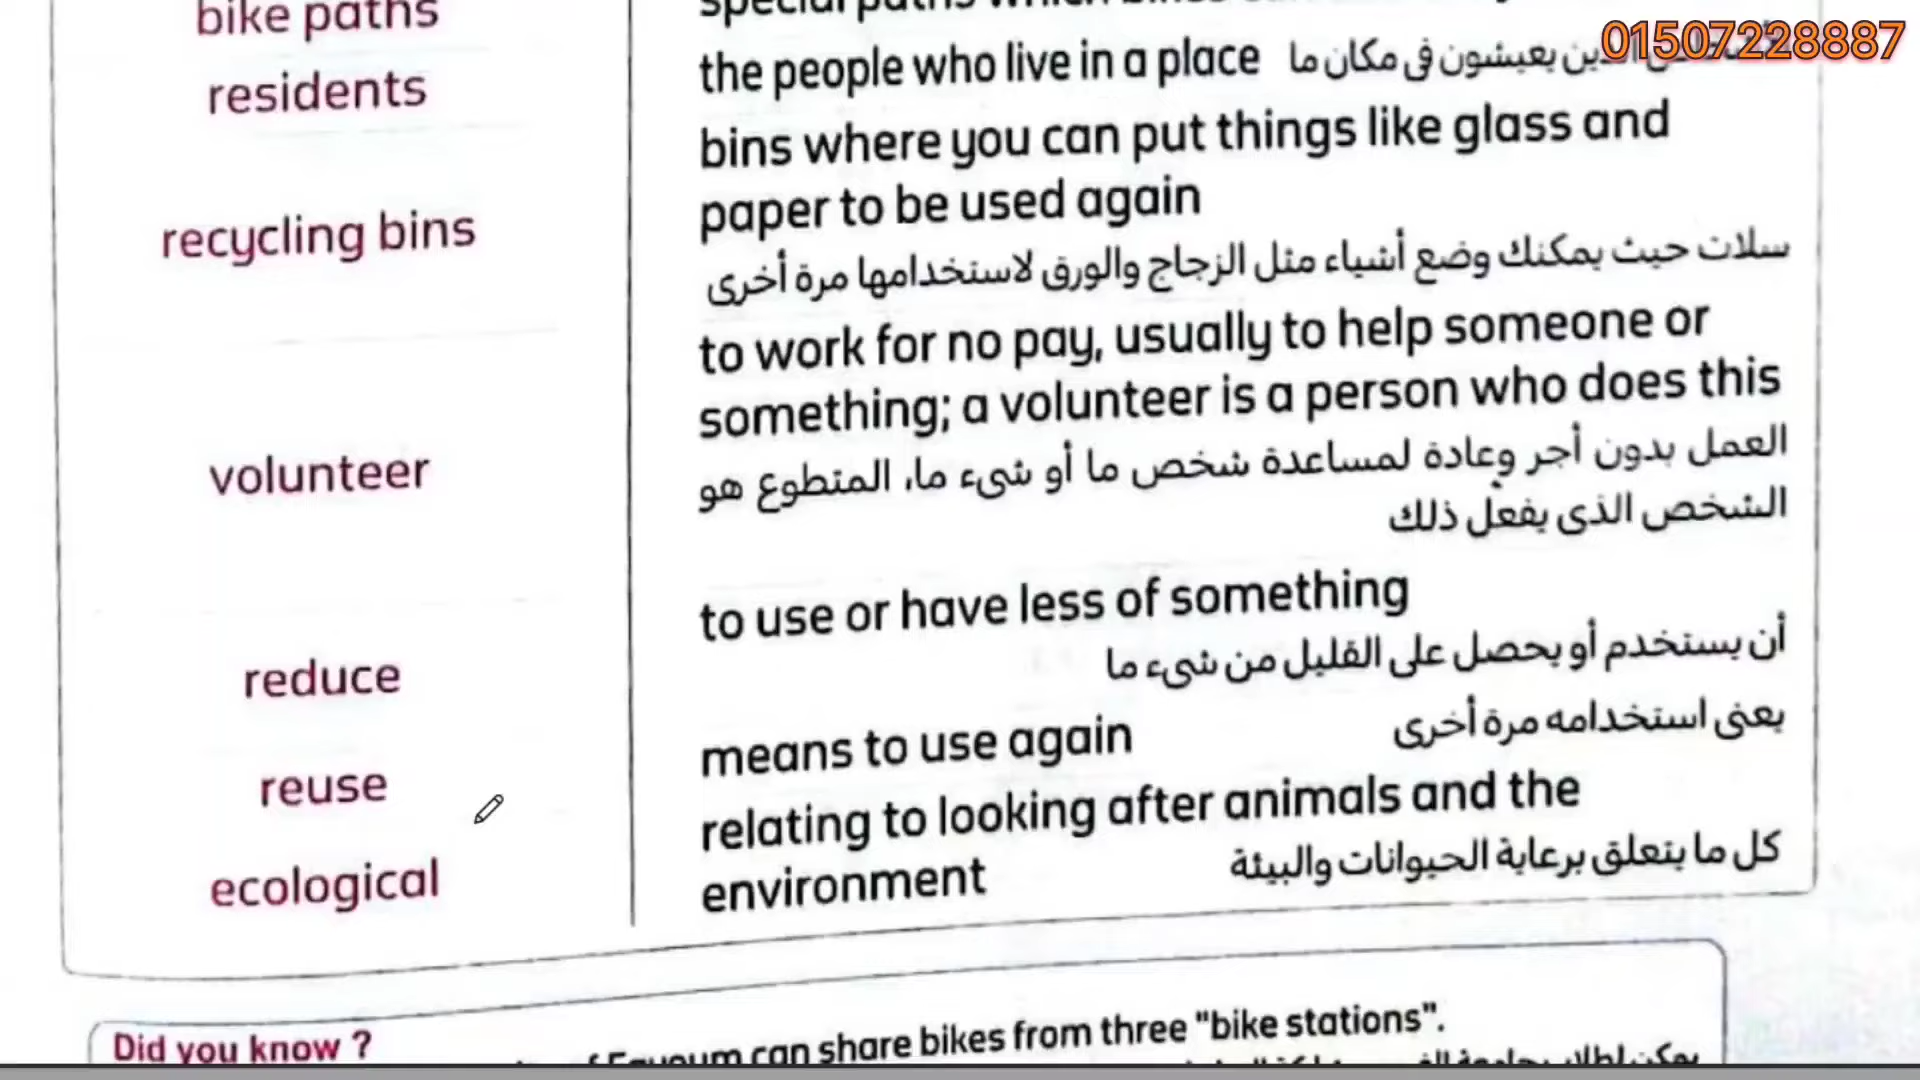 bike paths
01507228887
residents
the people who live in a place يعيشون فى مكان ما
bins where you can put things like glass and
recycling bins
paper to be used again
سلات حيث يمكنك وضع أشياء مثل الزجاج والورق لاستخدامها مرة أخرى
to work for no pay, usually to help someone or
volunteer
something; a volunteer is a person who does this
العمل بدون أجر وعادة لمساعدة شخص ما أو شىء ما، المتطوع هو
الشخص الذى يفعل ذلك
reduce
to use or have less of something
أن يستخدم أو يحصل على القليل من شىء ما
reuse
means to use again يعنى استخدامه مرة أخرى
ecological
relating to looking after animals and the
environment كل ما يتعلق برعاية الحيوانات والبيئة
Did you know ?
of Fayoum can share bikes from three "bike stations".